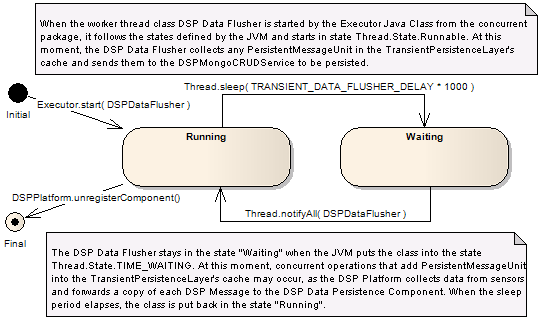 When the worker thread class DSP Data Flusher is started by the Executor Java Class from the concurrent
package, it follows the states defined by the JVM and starts in state Thread.State.Runnable. At this
moment, the DSP Data Flusher collects any PersistentMessageUnit in the TransientPersistenceLayer's
cache and sends them to the DSPMongoCRUDService to be persisted.
Thread.sleep( TRANSIENT_DATA_FLUSHER_DELAY * 1000 )
Executor.start( DSPDataFlusher )
Initial
Running
Waiting
DSPPlatform.unregisterComponent()
Thread.notifyAll( DSPDataFlusher )
Final
The DSP Data Flusher stays in the state "Waiting" when the JVM puts the class into the state
Thread.State.TIME_WAITING. At this moment, concurrent operations that add PersistentMessageUnit
into the TransientPersistenceLayer's cache may occur, as the DSP Platform collects data from sensors
and forwards a copy of each DSP Message to the DSP Data Persistence Component. When the sleep
period elapses, the class is put back in the state "Running".